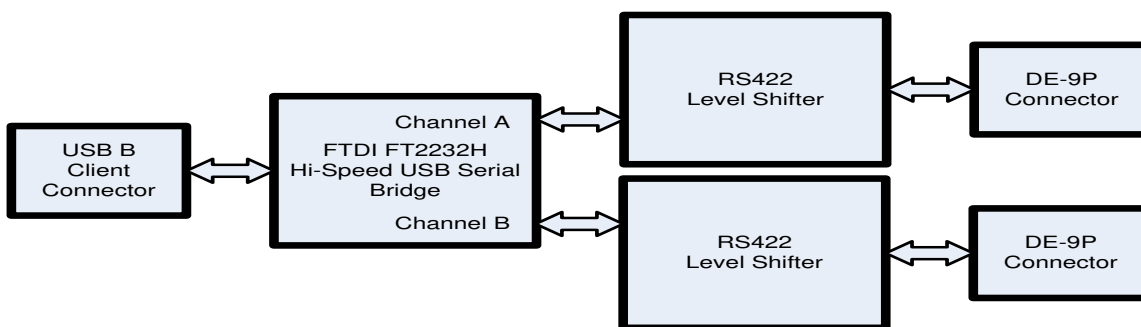 USB B
Client
Connector
Channel A
FTDI FT2232H
Hi-Speed USB Serial
Bridge
Channel B
RS422
Level Shifter
DE-9P
Connector
RS422
Level Shifter
DE-9P
Connector